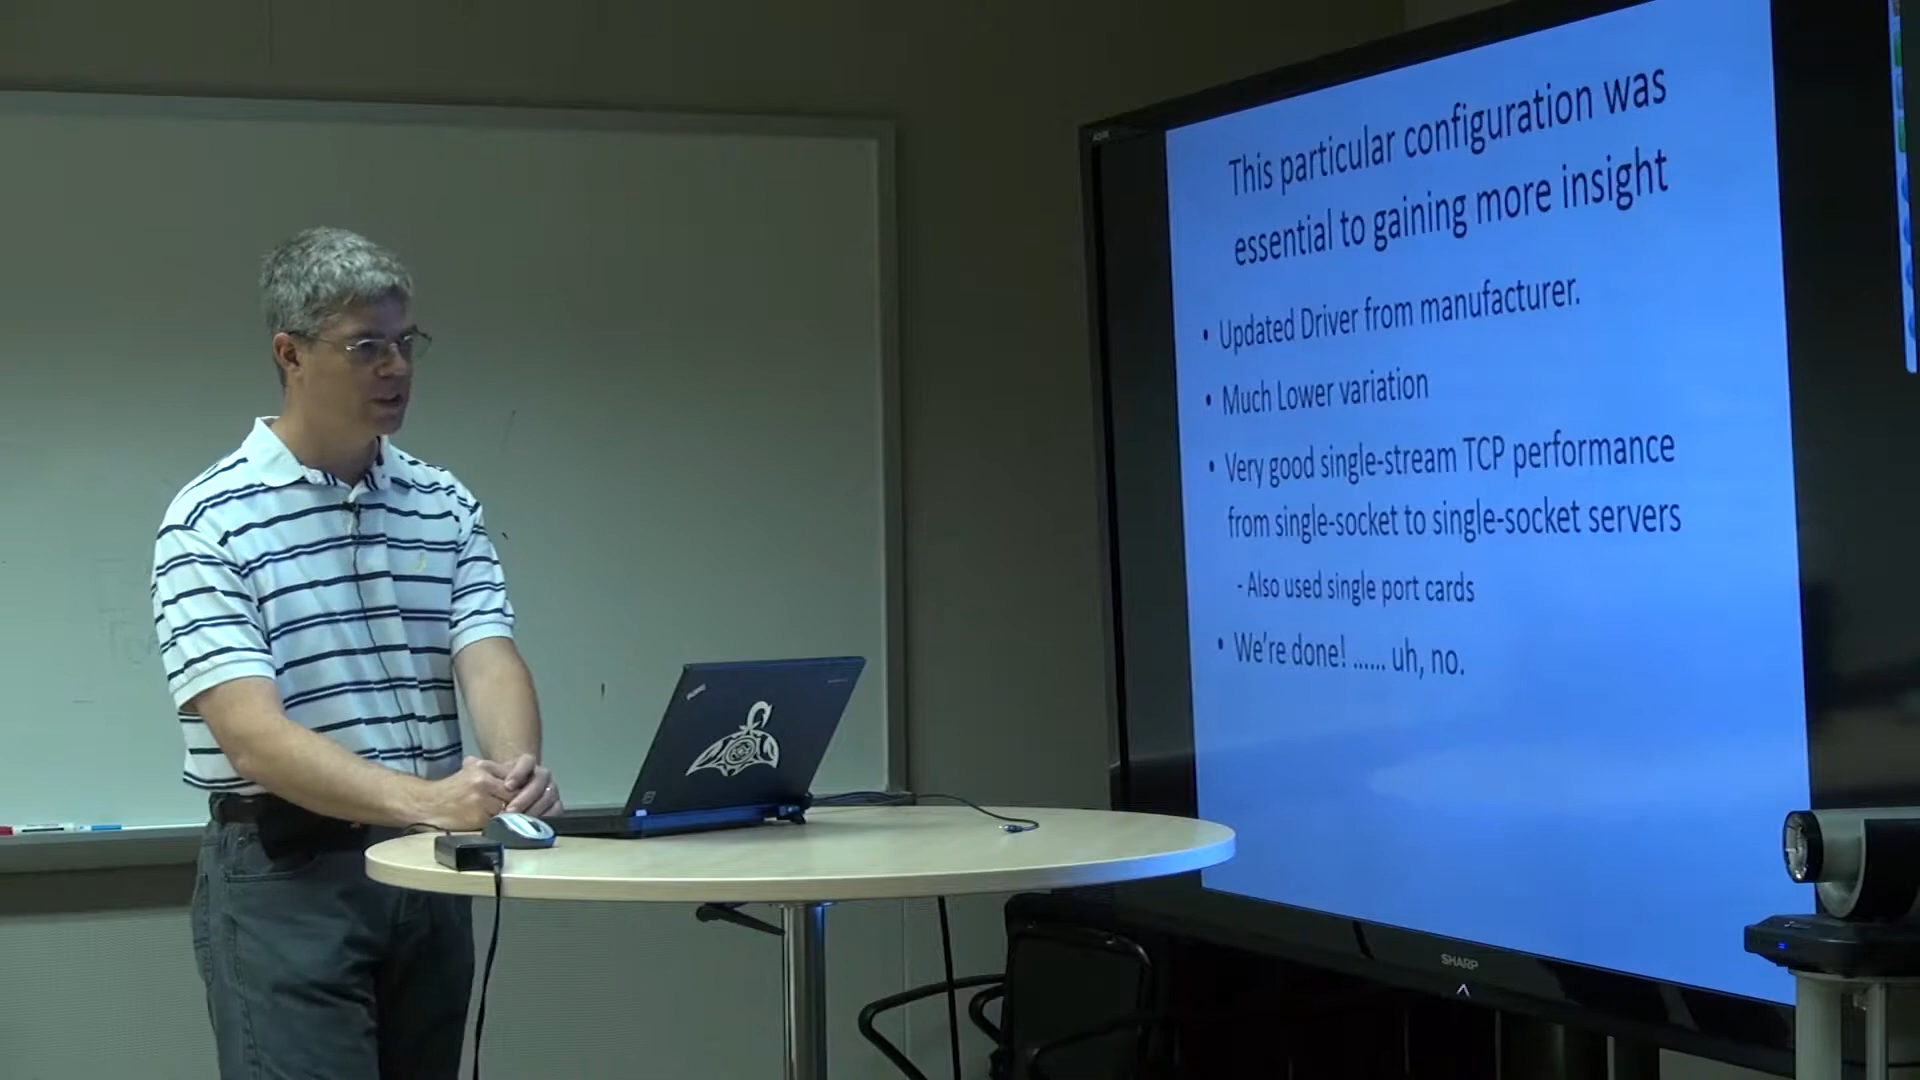 This particular configuration was
essential to gaining more insight
• Updated Driver from manufacturer.
• Much Lower variation
• Very good single-stream TCP performance
from single-socket to single-socket servers
- Also used single port cards
• We're done! ...... uh, no.
SHARP